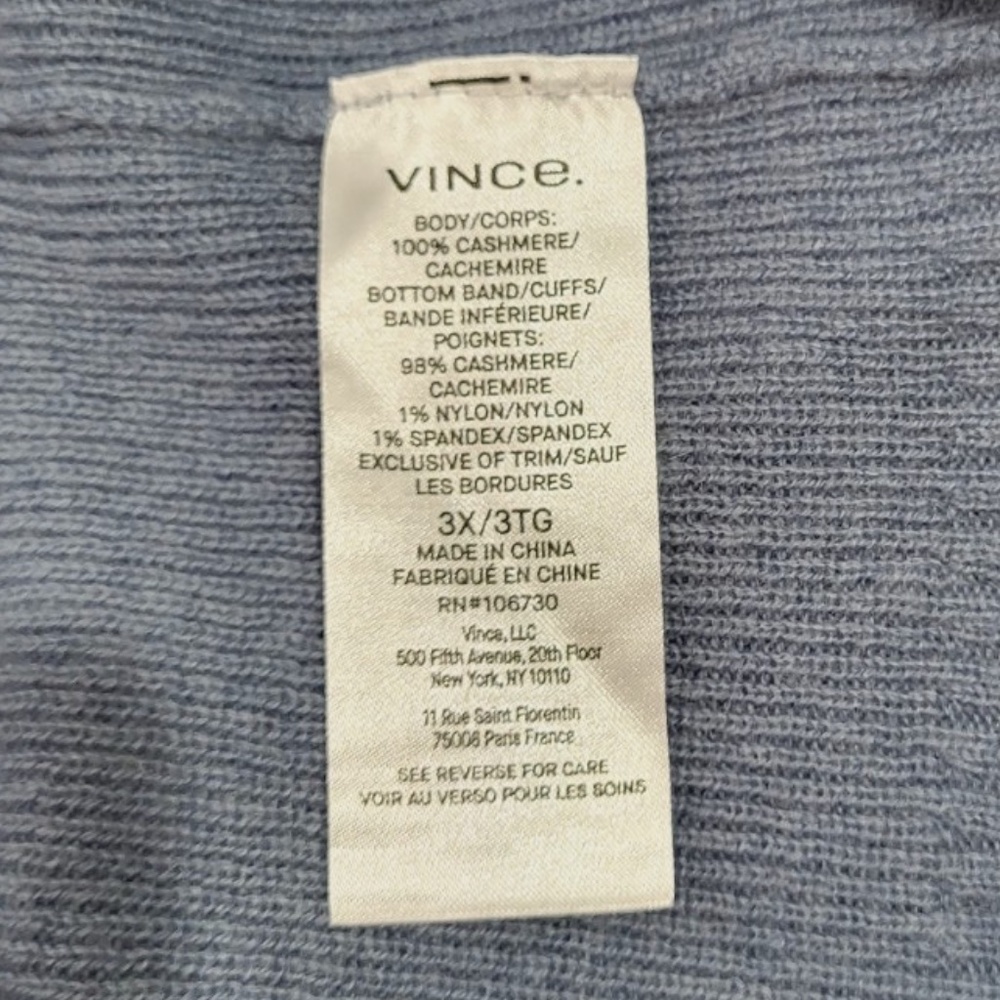 VINCe.
BODY/CORPS:
100% CASHMERE/
CACHEMIRE
BOTTOM BAND/CUFFS/
BANDE INFÉRIEURE/
POIGNETS:
98% CASHMERE/
CACHEMIRE
1% NYLON/NYLON
1% SPANDEX/SPANDEX
EXCLUSIVE OF TRIM/SAUF
LES BORDURES
3X/3TG
MADE IN CHINA
FABRIQUÉ EN CHINE
RN#106730
Vince, LLC
500 Fifth Avenue, 20th Floor
New York, NY 10110
11 Rue Saint Florentin
75008 Paris France
SEE REVERSE FOR CARE
VOIR AU VERSO POUR LES SOINS